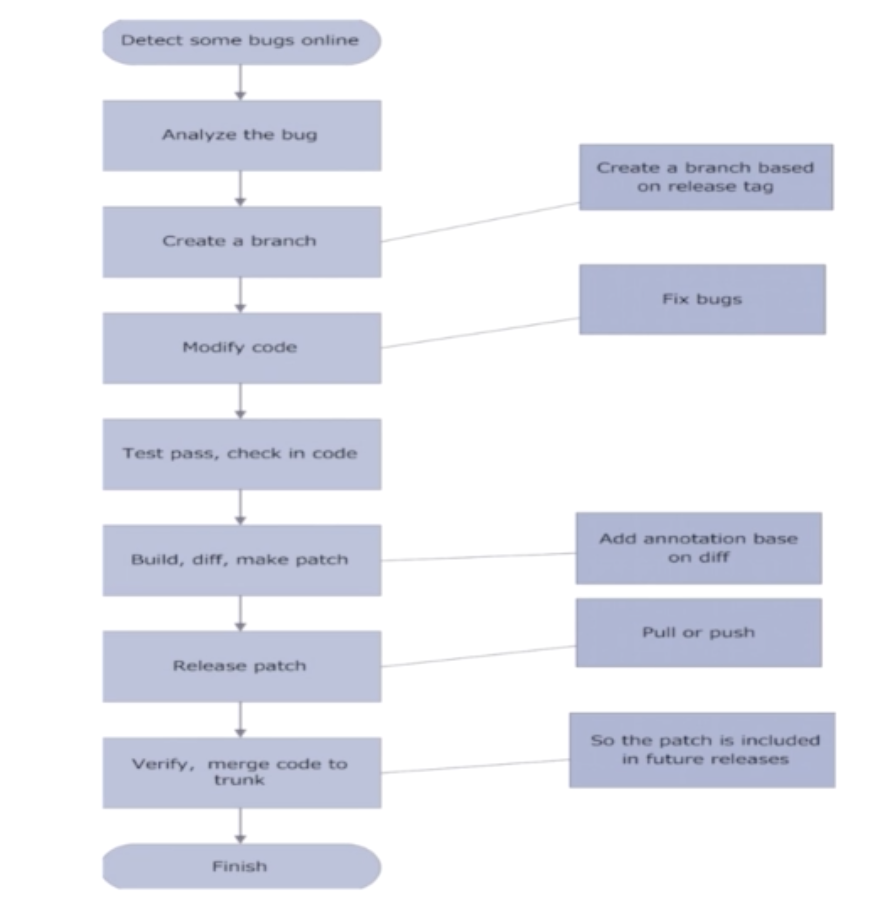 Detect some bugs online
Analyze the bug
Create a branch based
on release tag
Create a branch
Fix bugs
Modify code
Test pass, check in code
Build, diff, make patch
Add annotation base
on diff
Pull or push
Release patch
So the patch is included
in future releases
Verify, merge code to
trunk
Finish